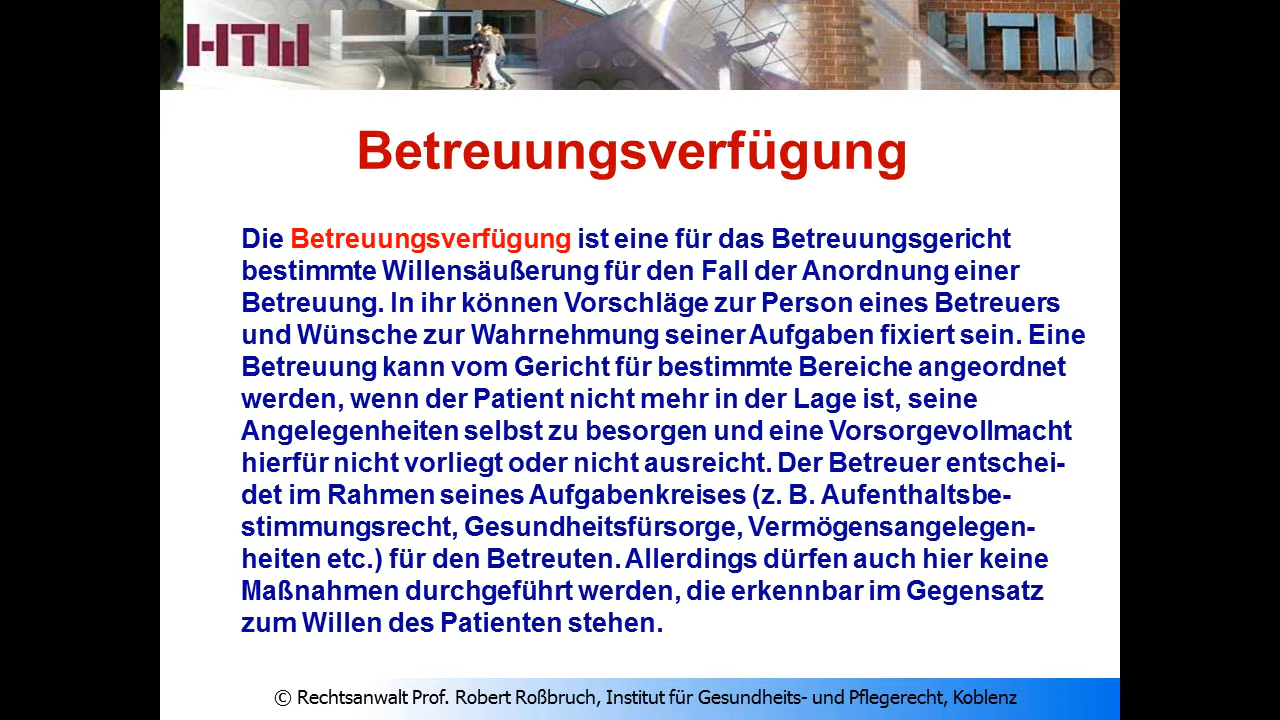 HTW
HTW
Betreuungsverfügung
Die Betreuungsverfügung ist eine für das Betreuungsgericht
bestimmte Willensäußerung für den Fall der Anordnung einer
Betreuung. In ihr können Vorschläge zur Person eines Betreuers
und Wünsche zur Wahrnehmung seiner Aufgaben fixiert sein. Eine
Betreuung kann vom Gericht für bestimmte Bereiche angeordnet
werden, wenn der Patient nicht mehr in der Lage ist, seine
Angelegenheiten selbst zu besorgen und eine Vorsorgevollmacht
hierfür nicht vorliegt oder nicht ausreicht. Der Betreuer entschei-
det im Rahmen seines Aufgabenkreises (z. B. Aufenthaltsbe-
stimmungsrecht, Gesundheitsfürsorge, Vermögensangelegen-
heiten etc.) für den Betreuten. Allerdings dürfen auch hier keine
Maßnahmen durchgeführt werden, die erkennbar im Gegensatz
zum Willen des Patienten stehen.
© Rechtsanwalt Prof. Robert Roßbruch, Institut für Gesundheits- und Pflegerecht, Koblenz